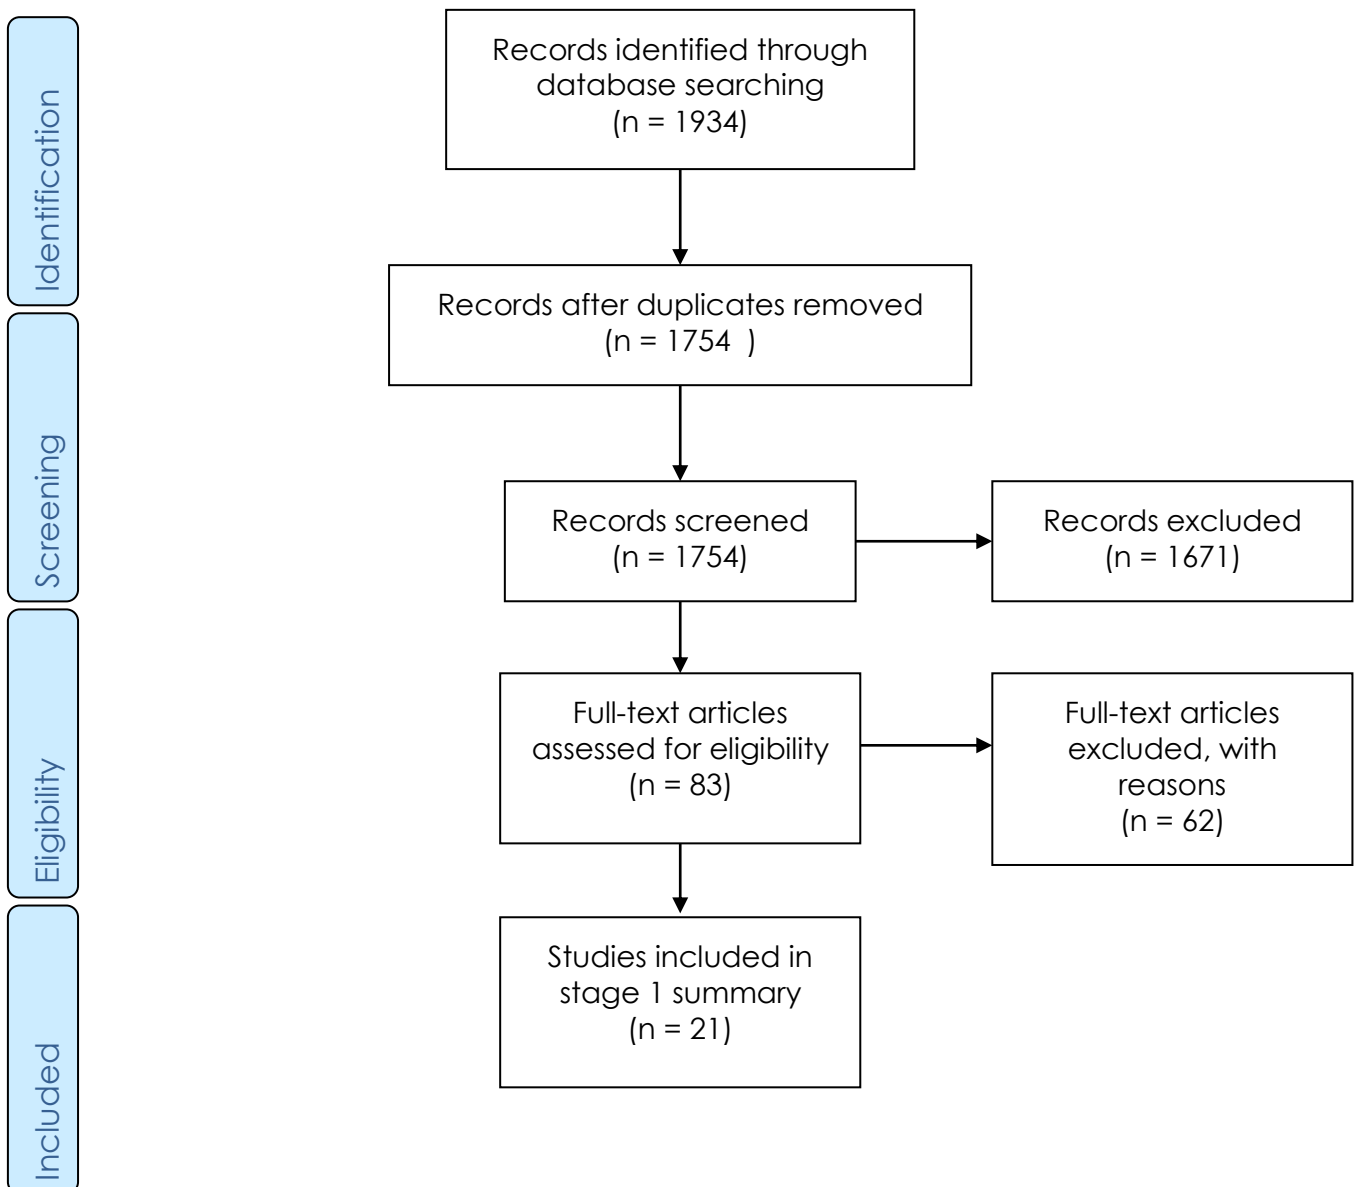 Identification
Records identified through
database searching
(n = 1934)
Records after duplicates removed
(n = 1754  )
Screening
Records screened
(n = 1754)
Records excluded
(n = 1671)
Eligibility
Full-text articles
assessed for eligibility
(n = 83)
Full-text articles
excluded, with
reasons
(n = 62)
Included
Studies included in
stage 1 summary
(n = 21)